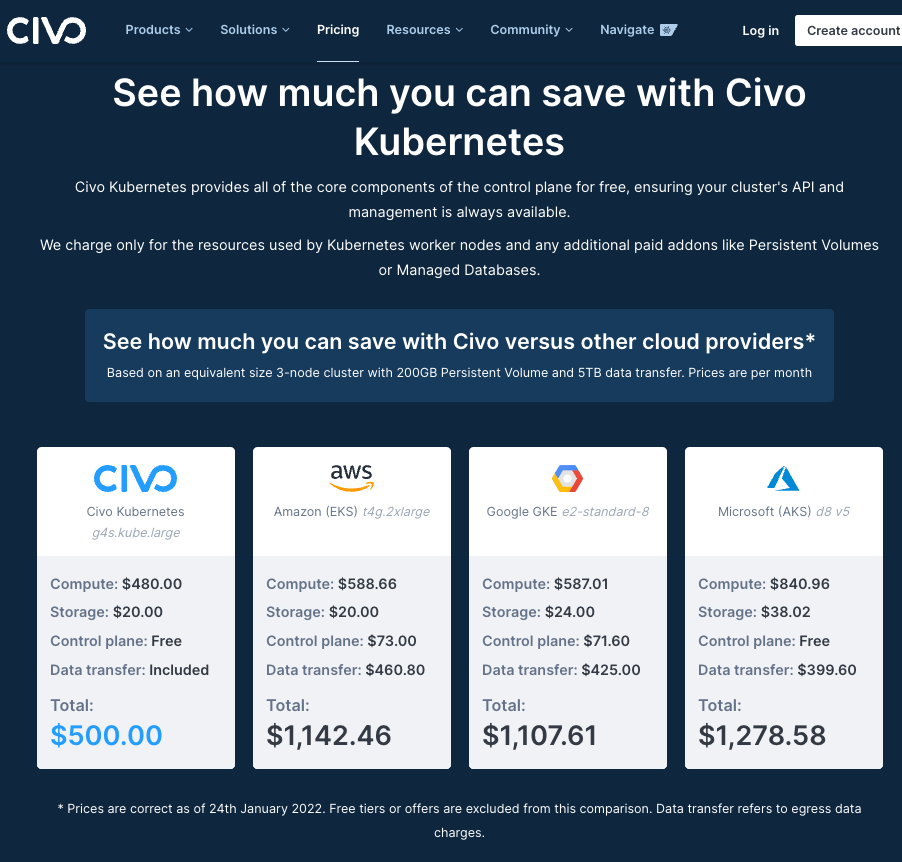 CIVO Products Solutions Pricing Resources Community Navigate Log in Create account
See how much you can save with Civo
Kubernetes
Civo Kubernetes provides all of the core components of the control plane for free, ensuring your cluster's API and
management is always available.
We charge only for the resources used by Kubernetes worker nodes and any additional paid addons like Persistent Volumes
or Managed Databases.
See how much you can save with Civo versus other cloud providers*
Based on an equivalent size 3-node cluster with 200GB Persistent Volume and 5TB data transfer. Prices are per month
CIVO
Civo Kubernetes
g4s.kube.large
Compute: $480.00
Storage: $20.00
Control plane: Free
Data transfer: Included
Total:
$500.00
aws
Amazon (EKS) t4g.2xlarge
Compute: $588.66
Storage: $20.00
Control plane: $73.00
Data transfer: $460.80
Total:
$1,142.46
Google GKE e2-standard-8
Compute: $587.01
Storage: $24.00
Control plane: $71.60
Data transfer: $425.00
Total:
$1,107.61
Microsoft (AKS) d8 v5
Compute: $840.96
Storage: $38.02
Control plane: Free
Data transfer: $399.60
Total:
$1,278.58
* Prices are correct as of 24th January 2022. Free tiers or offers are excluded from this comparison. Data transfer refers to egress data
charges.